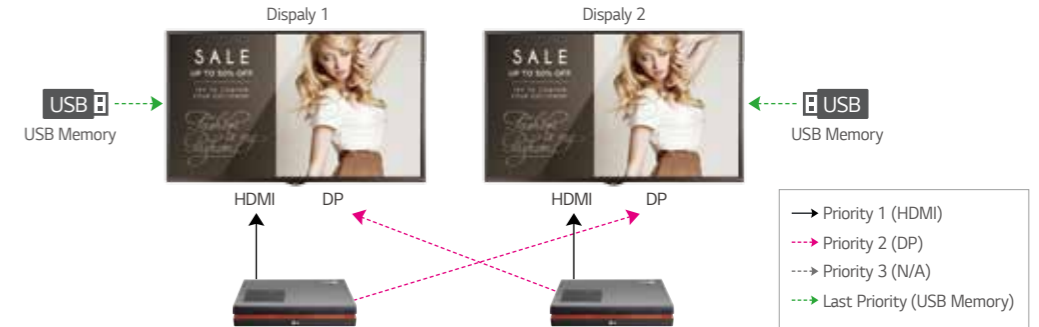 Dispaly 1
Dispaly 2
SALE
UP TO 50% OFF
SALE
UP TO 50% OFF
USB
USB
USB Memory
USB Memory
HDMI
DP
HDMI
DP
Priority 1 (HDMI)
Priority 2 (DP)
Priority 3 (N/A)
Last Priority (USB Memory)